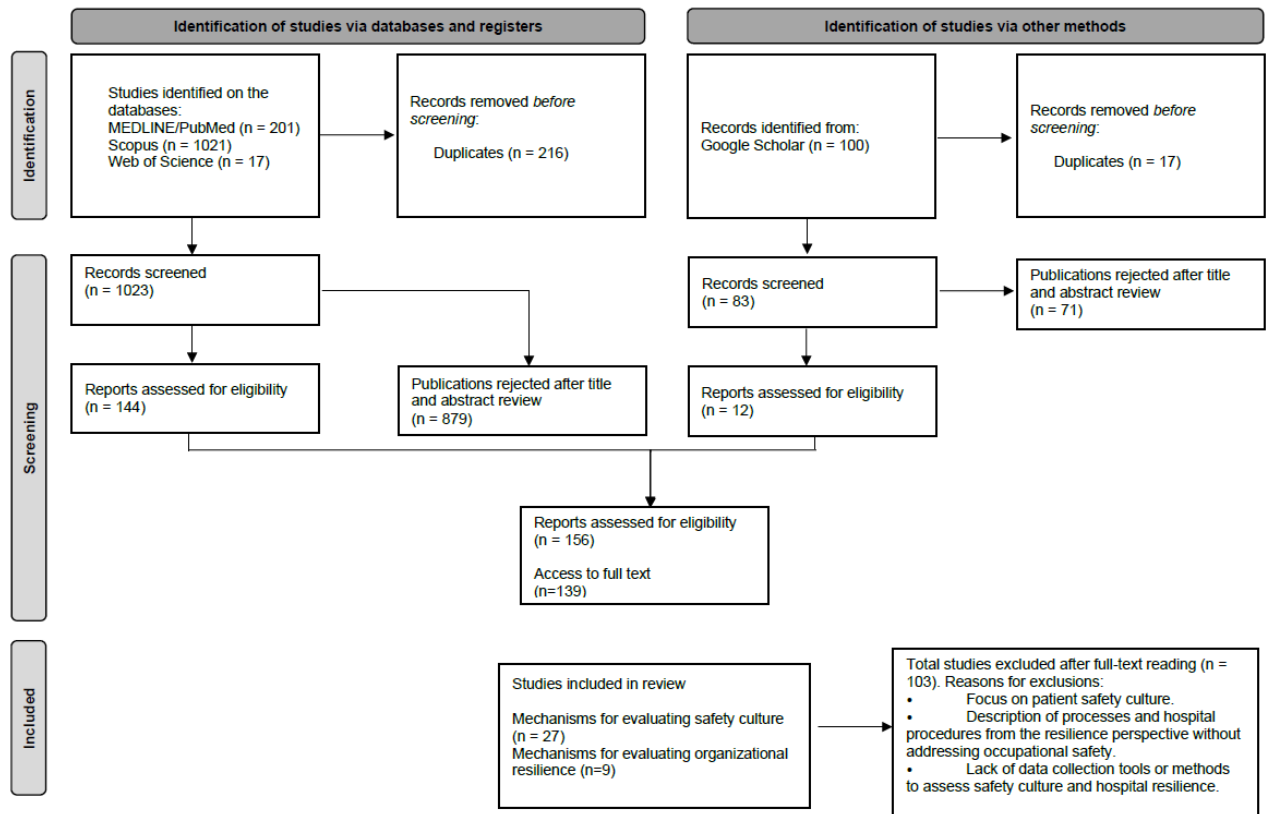 Identification of studies via databases and registers
Identification of studies via other methods
Identification
Studies identified on the
databases:
MEDLINE/PubMed (n = 201)
Scopus (n = 1021)
Web of Science (n = 17)
Records removed before
screening:
Duplicates (n = 216)
Records identified from:
Google Scholar (n = 100)
Records removed before
screening:
Duplicates (n = 17)
Screening
Records screened
(n = 1023)
Records screened
(n = 83)
Publications rejected after title
and abstract review
(n = 71)
Reports assessed for eligibility
(n = 144)
Publications rejected after title
and abstract review
(n = 879)
Reports assessed for eligibility
(n = 12)
Reports assessed for eligibility
(n = 156)
Access to full text
(n=139)
Included
Studies included in review
Mechanisms for evaluating safety culture
(n = 27)
Mechanisms for evaluating organizational
resilience (n=9)
Total studies excluded after full-text reading (n =
103). Reasons for exclusions:
• Focus on patient safety culture.
• Description of processes and hospital
procedures from the resilience perspective without
addressing occupational safety.
• Lack of data collection tools or methods
to assess safety culture and hospital resilience.